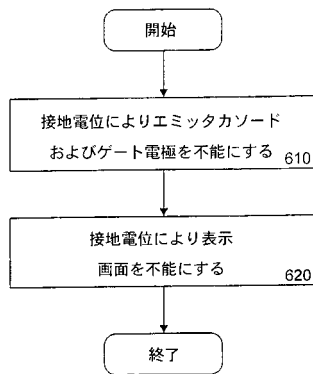 開始
接地電位によりエミッタカソード
およびゲート電極を不能にする
610
接地電位により表示
画面を不能にする
620
終了